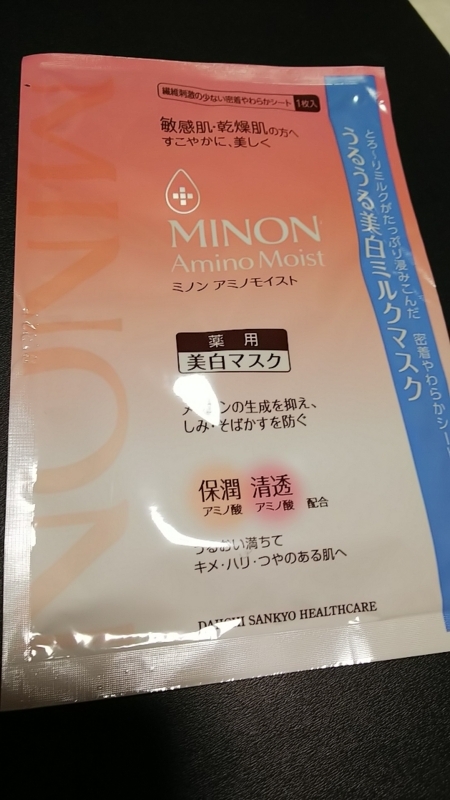 繊維刺激の少ない密着やわらかシート 1枚入
敏感肌・乾燥肌の方へ
すこやかに、美しく
MINON
Amino Moist
ミノン アミノモイスト
薬用
美白マスク
の生成を抑え、
しみ・そばかすを防ぐ
保潤 清透
アミノ酸 アミノ酸 配合
うるおい満ちて
キメ・ハリ・つやのある肌へ
DAIICHI SANKYO HEALTHCARE
とろ〜りミルクがたっぷり浸みこんだ 密着やわらかシー
うるうる美白ミルクマスク
MINON